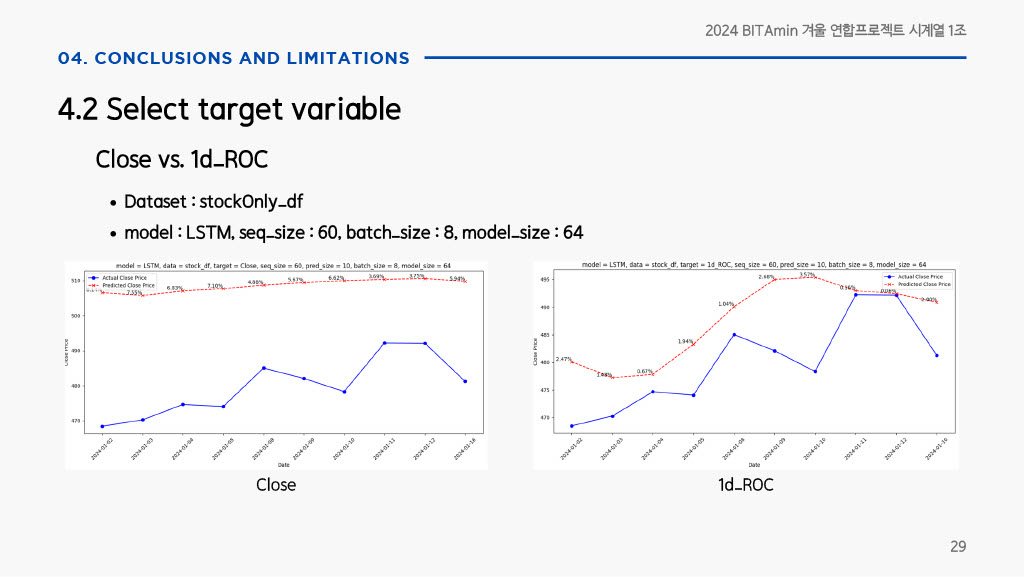 2024 BITAmin 겨울 연합프로젝트 시계열 1조
04. CONCLUSIONS AND LIMITATIONS
4.2 Select target variable
Close vs. 1d_ROC
• Dataset : stockOnly_df
• model : LSTM, seq_size : 60, batch_size : 8, model_size : 64
model = LSTM, data = stock_df, target = Close, seq_size = 60, pred_size = 10, batch_size = 8, model_size = 64
Actual Close Price
Predicted Close Price
510
500
490
480
470
7.55%
6.83%
7.10%
4.88%
5.67%
6.62%
3.69%
3.75%
5.94%
2024-01-02
2024-01-03
2024-01-04
2024-01-05
2024-01-08
2024-01-09
2024-01-10
2024-01-11
2024-01-12
2024-01-16
Date
Close
model = LSTM, data = stock_df, target = 1d_ROC, seq_size = 60, pred_size = 10, batch_size = 8, model_size = 64
Actual Close Price
Predicted Close Price
Close Price
495
490
485
480
475
470
2.47%
1.48%
0.67%
1.94%
1.04%
2.68%
3.57%
0.16%
2.00%
2024-01-02
2024-01-03
2024-01-04
2024-01-05
2024-01-08
2024-01-09
2024-01-10
2024-01-11
2024-01-12
2024-01-16
Date
1d_ROC
29